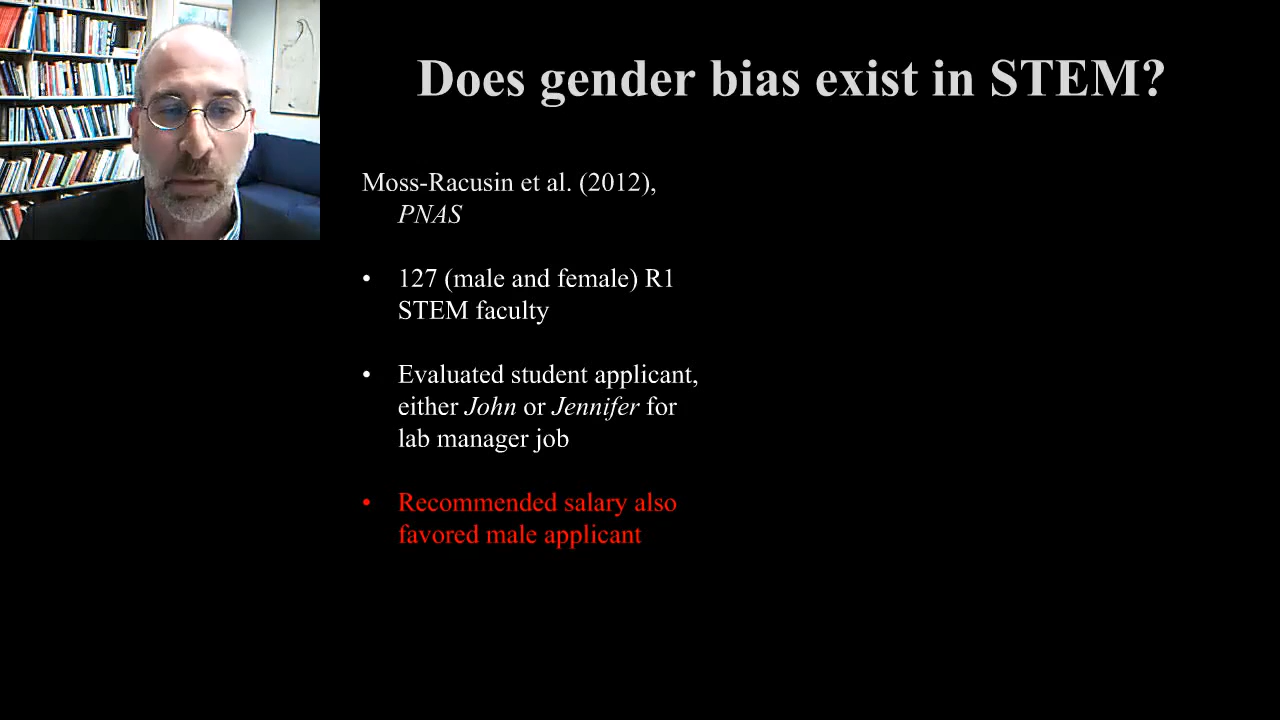 Does gender bias exist in STEM?
Moss-Racusin et al. (2012),
PNAS
• 127 (male and female) R1
STEM faculty
• Evaluated student applicant,
either John or Jennifer for
lab manager job
• Recommended salary also
favored male applicant